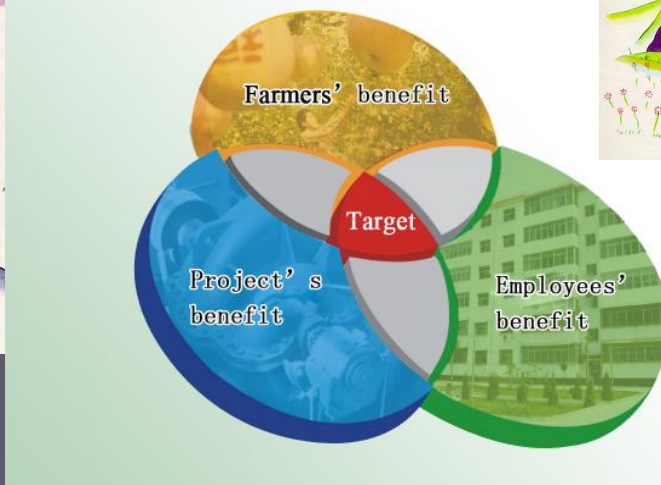 Farmers' benefit
Target
Project's
benefit
Employees'
benefit